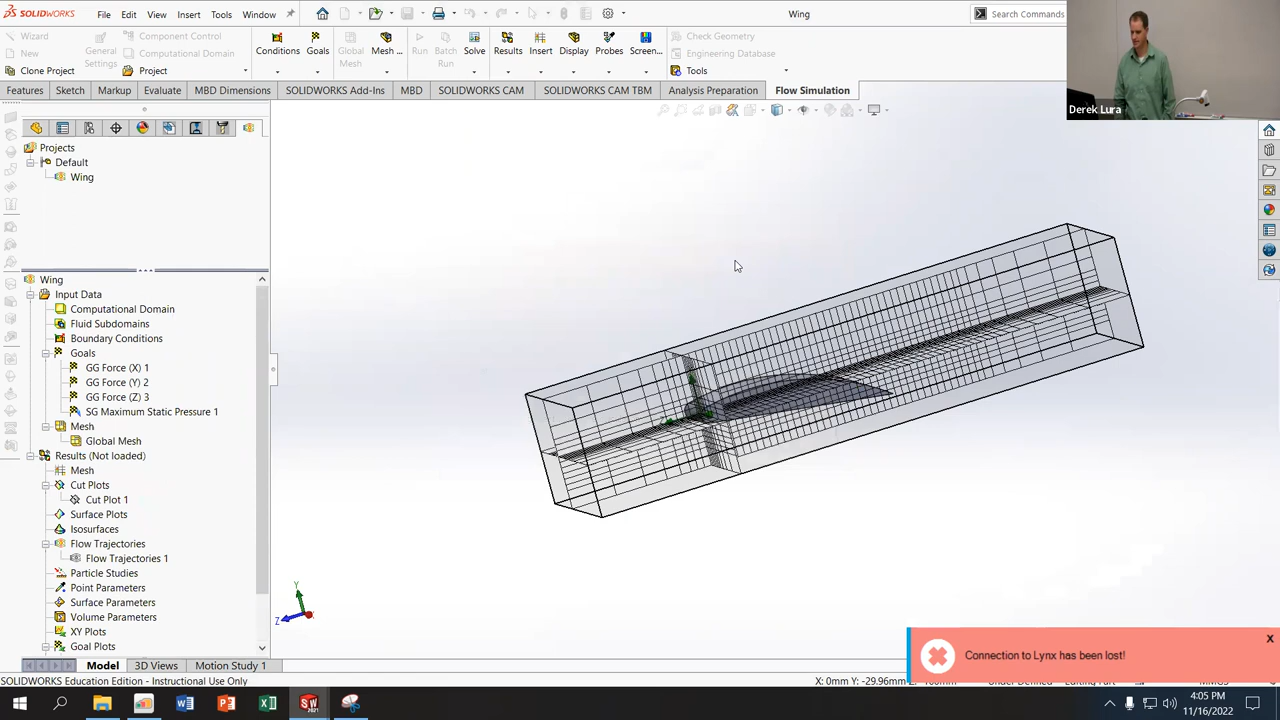 SOLIDWORKS
File
Edit
View
Insert
Tools
Window
Wing
Search Commands
Wizard
New
Clone Project
General Settings
Component Control
Computational Domain
Project
Conditions
Goals
Global Mesh
Mesh ...
Run
Batch Run
Solve
Results
Insert
Display
Probes
Screen...
Check Geometry
Engineering Database
Tools
Features
Sketch
Markup
Evaluate
MBD Dimensions
SOLIDWORKS Add-Ins
MBD
SOLIDWORKS CAM
SOLIDWORKS CAM TBM
Analysis Preparation
Flow Simulation
Derek Lura
Projects
Default
Wing
Wing
Input Data
Computational Domain
Fluid Subdomains
Boundary Conditions
Goals
GG Force (X) 1
GG Force (Y) 2
GG Force (Z) 3
SG Maximum Static Pressure 1
Mesh
Global Mesh
Results (Not loaded)
Mesh
Cut Plots
Cut Plot 1
Surface Plots
Isosurfaces
Flow Trajectories
Flow Trajectories 1
Particle Studies
Point Parameters
Surface Parameters
Volume Parameters
XY Plots
Goal Plots
Y
Z
Connection to Lynx has been lost!
X
Model
3D Views
Motion Study 1
SOLIDWORKS Education Edition - Instructional Use Only
X: 0mm Y: -29.96mm
4:05 PM
11/16/2022